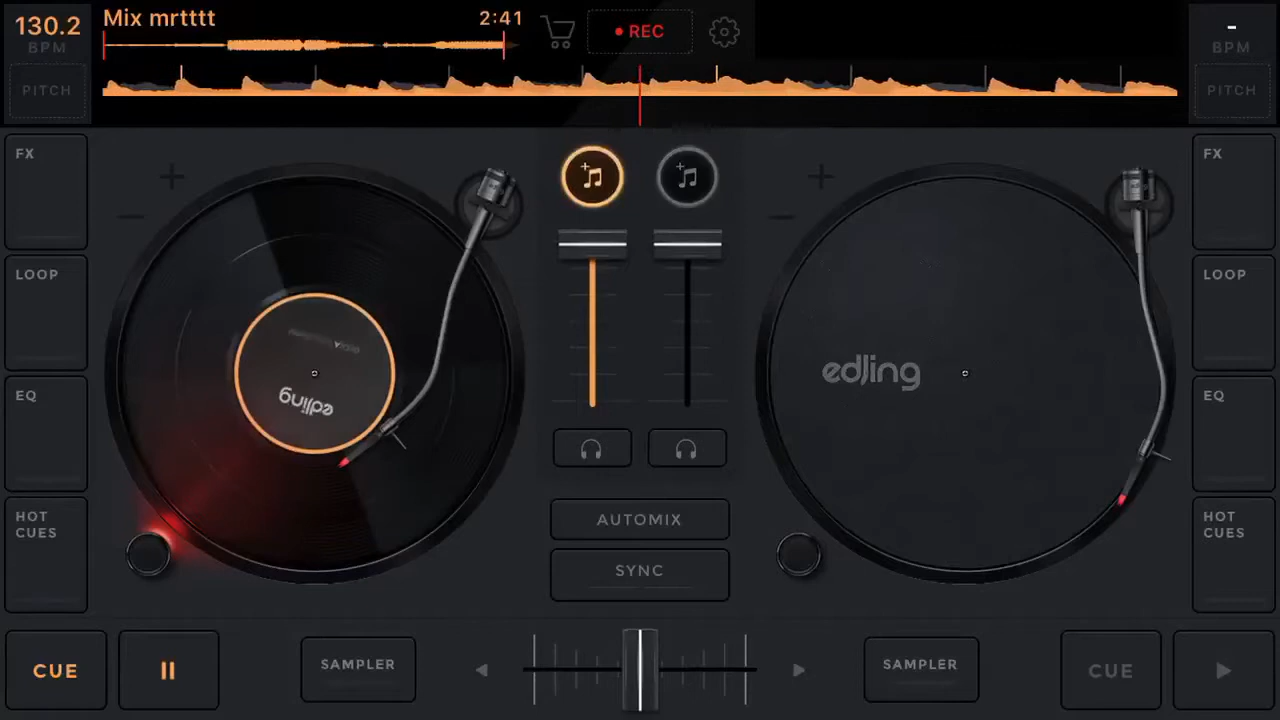 130.2
BPM
PITCH
Mix mrtttt
2:41
REC
-
BPM
PITCH
FX
LOOP
EQ
HOT
CUES
edjing
edjing
FX
LOOP
EQ
HOT
CUES
AUTOMIX
SYNC
CUE
SAMPLER
SAMPLER
CUE